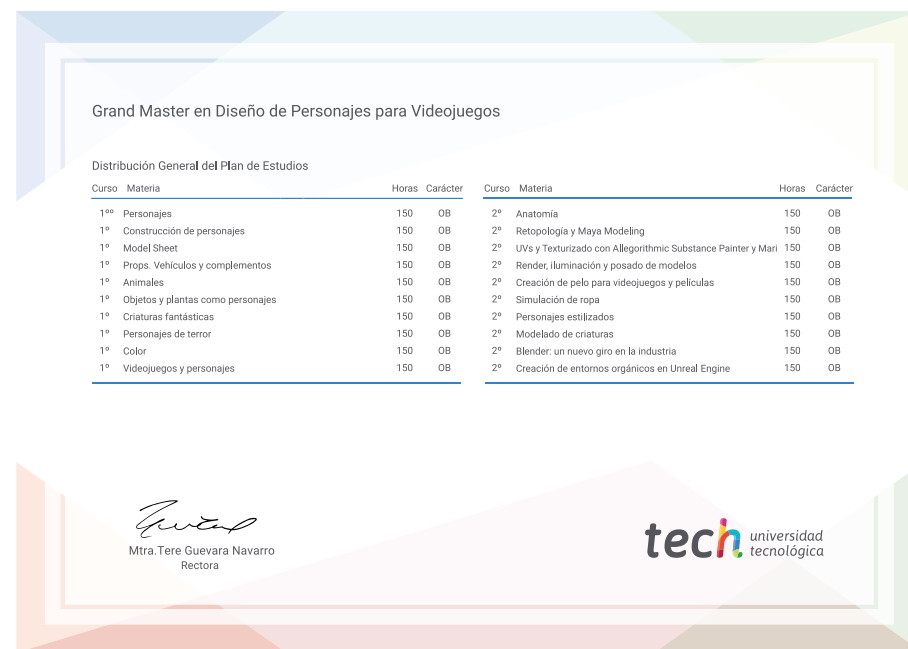 Grand Master en Diseño de Personajes para Videojuegos
Distribución General del Plan de Estudios
Curso Materia Horas Carácter
1ºº Personajes 150 OB
1º Construcción de personajes 150 OB
1º Model Sheet 150 OB
1º Props. Vehículos y complementos 150 OB
1º Animales 150 OB
1º Objetos y plantas como personajes 150 OB
1º Criaturas fantásticas 150 OB
1º Personajes de terror 150 OB
1º Color 150 OB
1º Videojuegos y personajes 150 OB
Curso Materia Horas Carácter
2º Anatomía 150 OB
2º Retopología y Maya Modeling 150 OB
2º UVs y Texturizado con Allegorithmic Substance Painter y Mari 150 OB
2º Render, iluminación y posado de modelos 150 OB
2º Creación de pelo para videojuegos y películas 150 OB
2º Simulación de ropa 150 OB
2º Personajes estilizados 150 OB
2º Modelado de criaturas 150 OB
2º Blender: un nuevo giro en la industria 150 OB
2º Creación de entornos orgánicos en Unreal Engine 150 OB
Mtra.Tere Guevara Navarro
Rectora
tech universidad
tecnológica